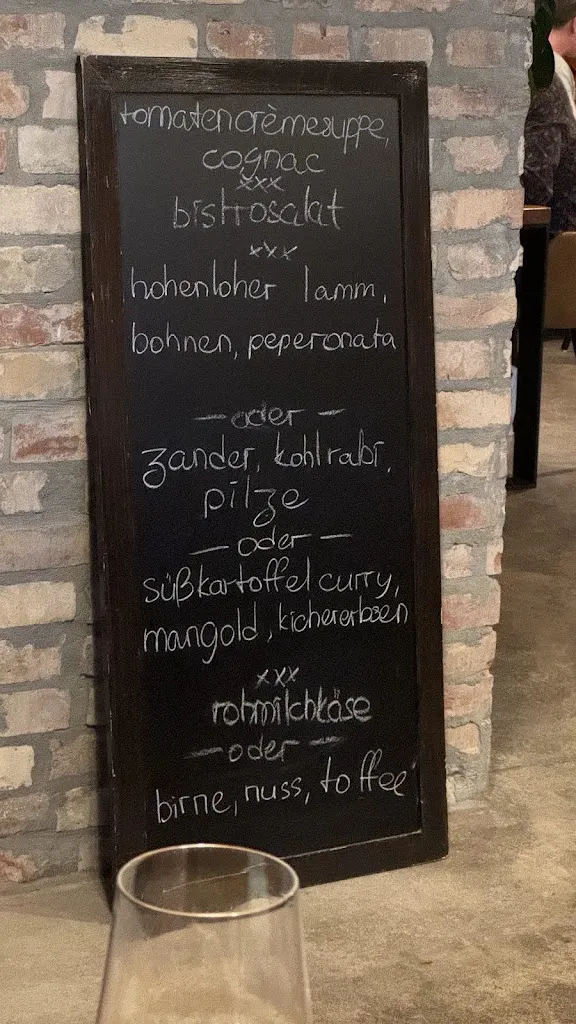 tomatencrèmesuppe,
cognac
xxx
bistrosalat
xxx
hohenloher lamm,
bohnen, peperonata
— oder —
zander, kohlrabi,
pilze
— oder —
süßkartoffel curry,
mangold, kichererbsen
xxx
rohmilchkäse
— oder —
birne, nuss, toffee